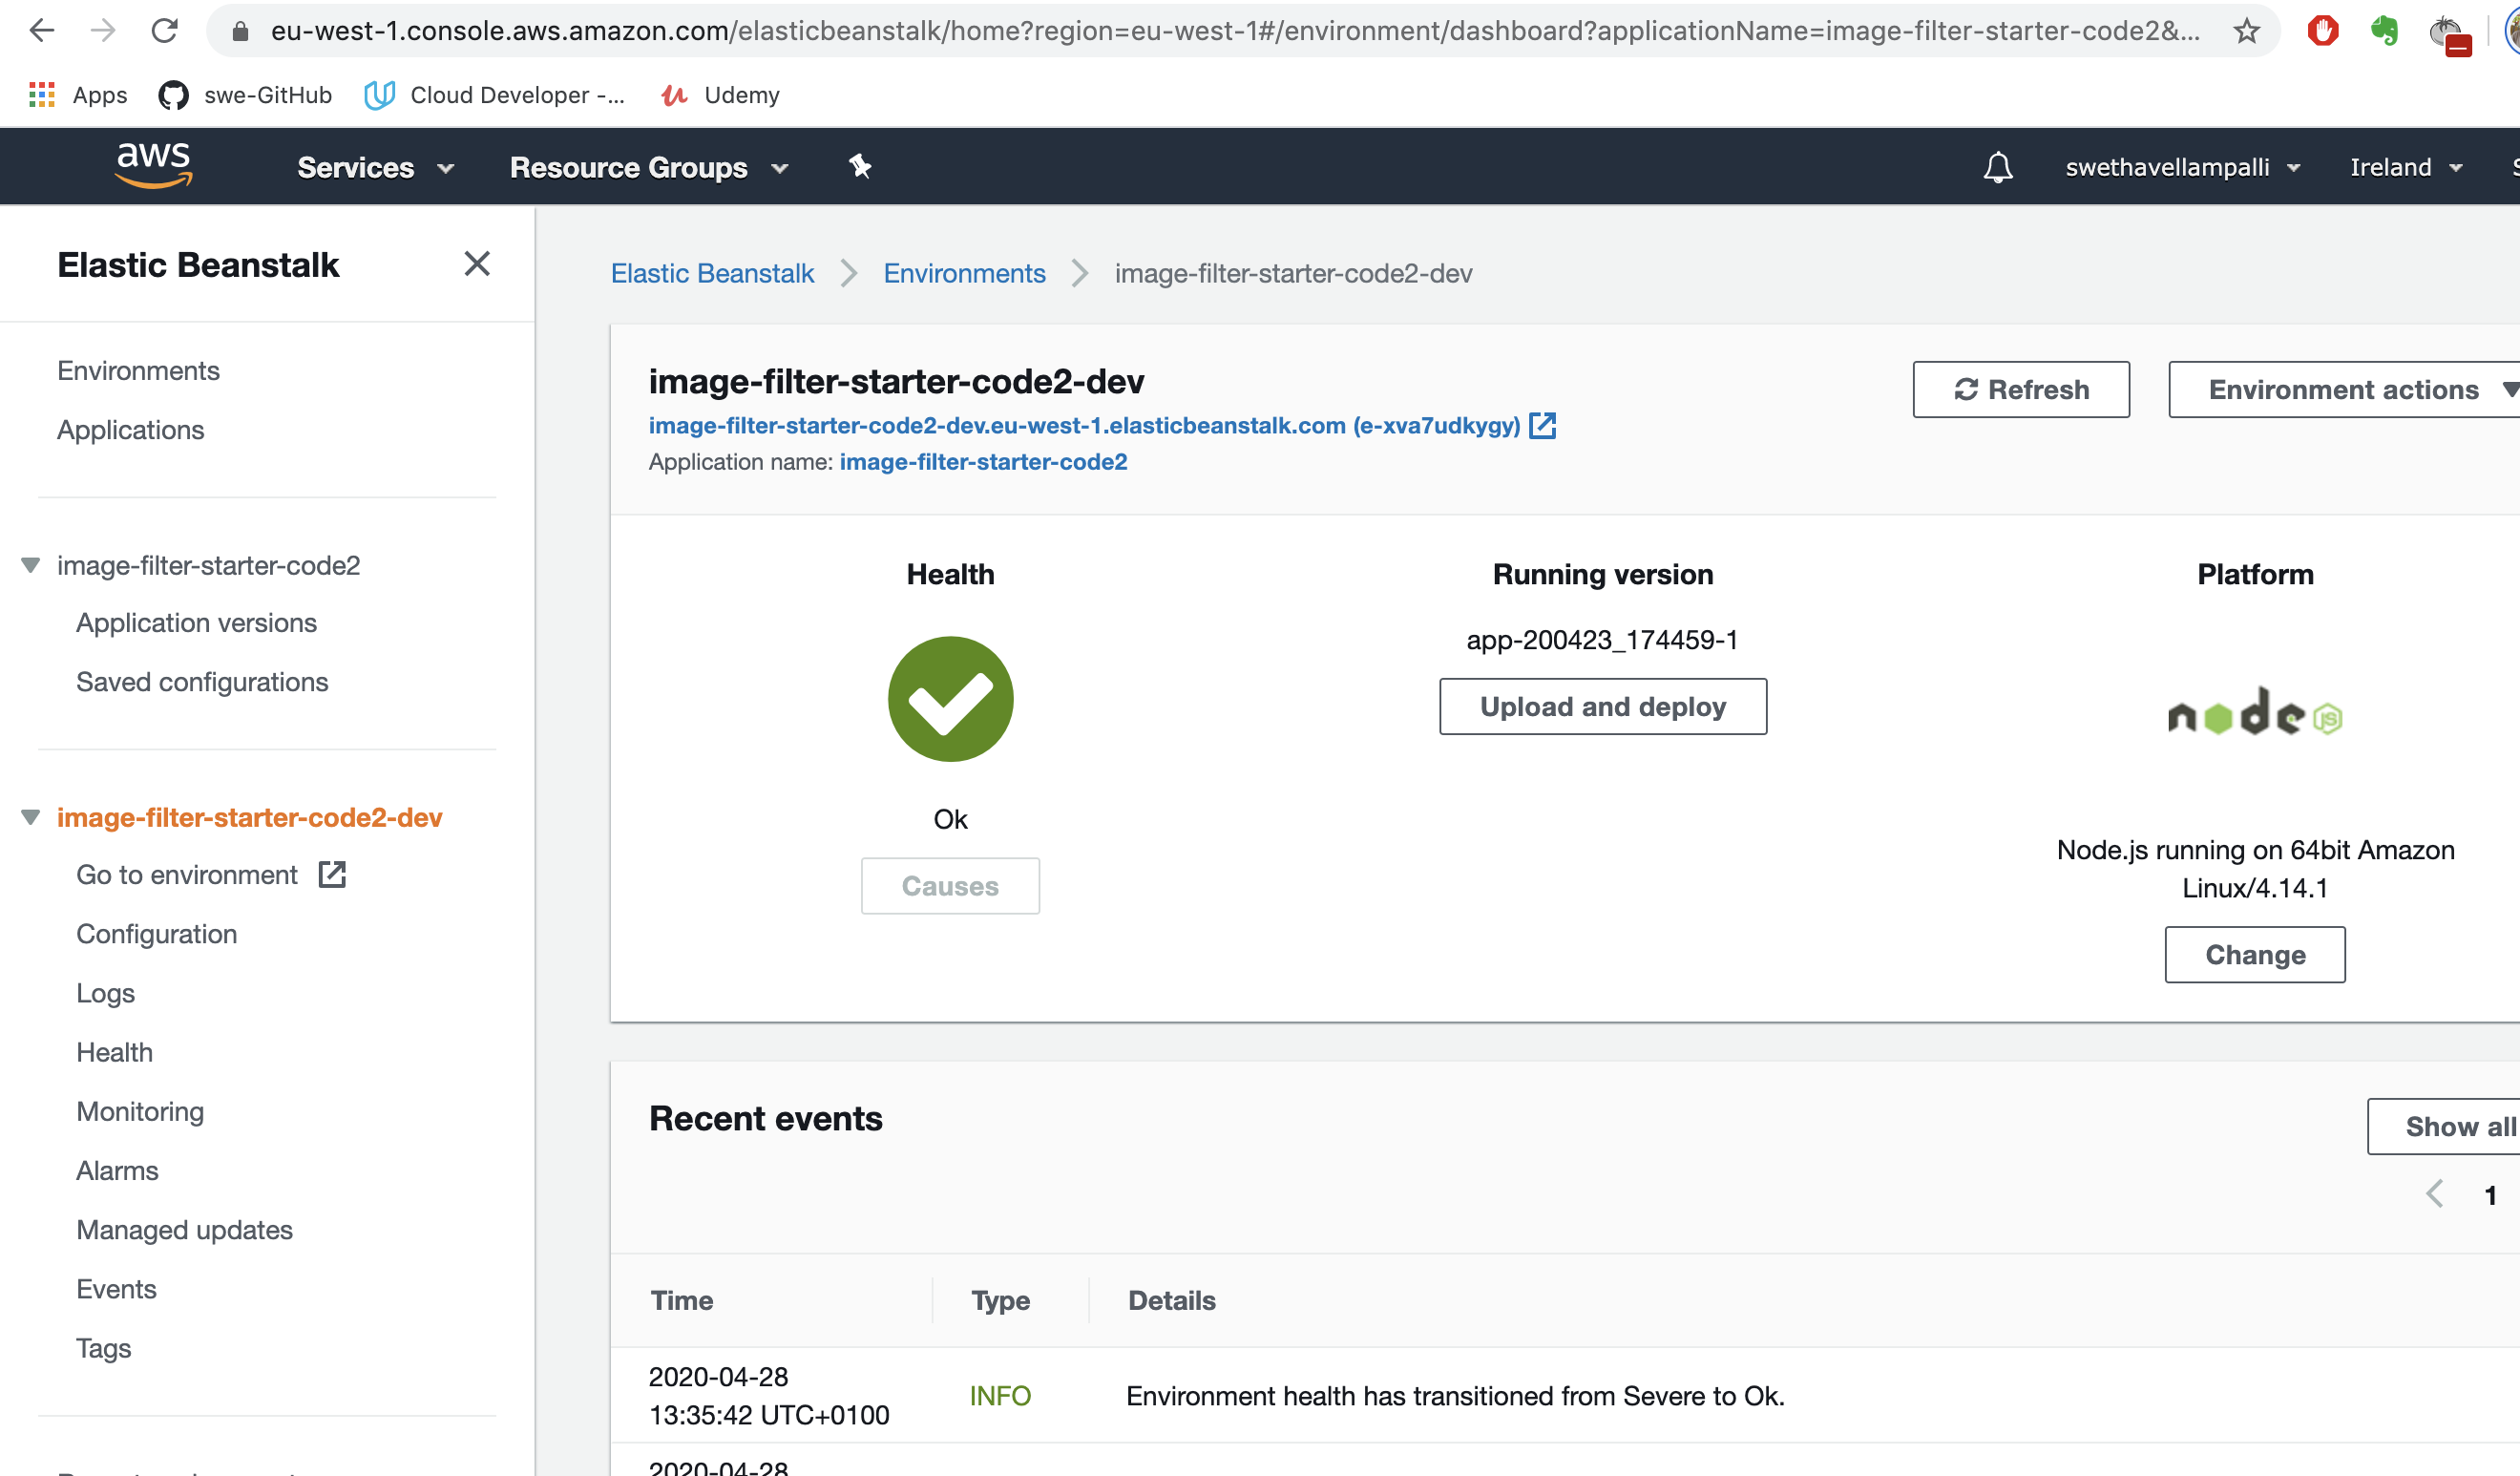 eu-west-1.console.aws.amazon.com/elasticbeanstalk/home?region=eu-west-1#/environment/dashboard?applicationName=image-filter-starter-code2&...
Apps swe-GitHub Cloud Developer -... Udemy
aws Services Resource Groups swethavellampalli Ireland
Elastic Beanstalk
Environments
Applications
image-filter-starter-code2
Application versions
Saved configurations
image-filter-starter-code2-dev
Go to environment
Configuration
Logs
Health
Monitoring
Alarms
Managed updates
Events
Tags
Elastic Beanstalk Environments image-filter-starter-code2-dev
image-filter-starter-code2-dev
Refresh
Environment actions
image-filter-starter-code2-dev.eu-west-1.elasticbeanstalk.com (e-xva7udkygy)
Application name: image-filter-starter-code2
Health
Ok
Causes
Running version
app-200423_174459-1
Upload and deploy
Platform
node JS
Node.js running on 64bit Amazon
Linux/4.14.1
Change
Recent events
Show all
1
Time Type Details
2020-04-28
13:35:42 UTC+0100
INFO
Environment health has transitioned from Severe to Ok.
2020-04-28